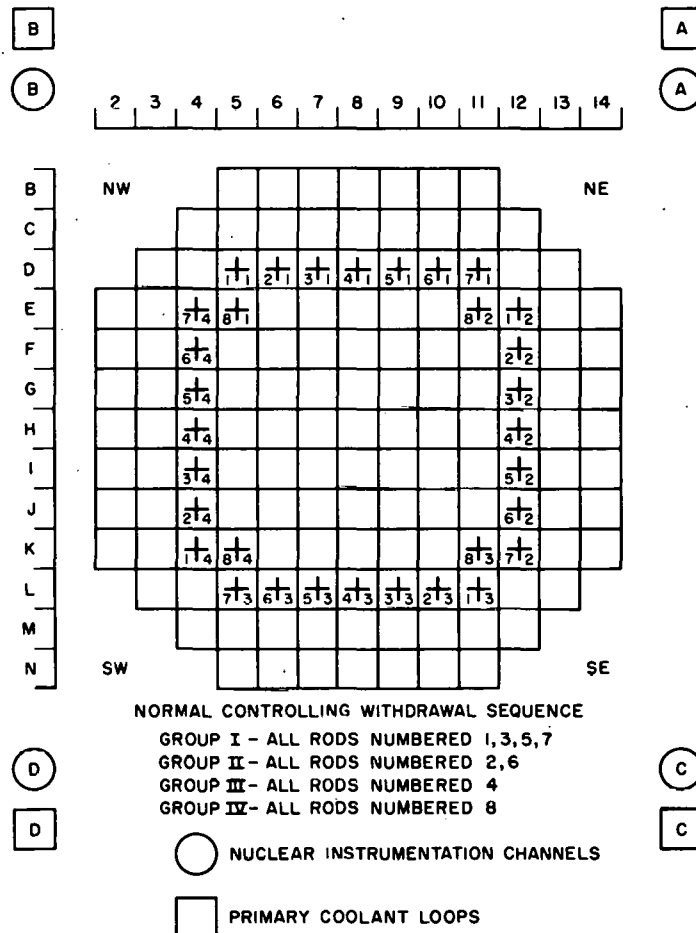 B A
B A
2 3 4 5 6 7 8 9 10 11 12 13 14
B NW NE
C
D 1 1 2 1 3 1 4 1 5 1 6 1 7 1
E 7 4 8 1 8 2 1 2
F 6 4 2 2
G 5 4 3 2
H 4 4 4 2
I 3 4 5 2
J 2 4 6 2
K 1 4 8 4 8 3 7 2
L 7 3 6 3 5 3 4 3 3 3 2 3 1 3
M
N SW SE
NORMAL CONTROLLING WITHDRAWAL SEQUENCE
GROUP I - ALL RODS NUMBERED 1,3,5,7
D GROUP II - ALL RODS NUMBERED 2,6 C
GROUP III - ALL RODS NUMBERED 4
D GROUP IV - ALL RODS NUMBERED 8 C
NUCLEAR INSTRUMENTATION CHANNELS
PRIMARY COOLANT LOOPS